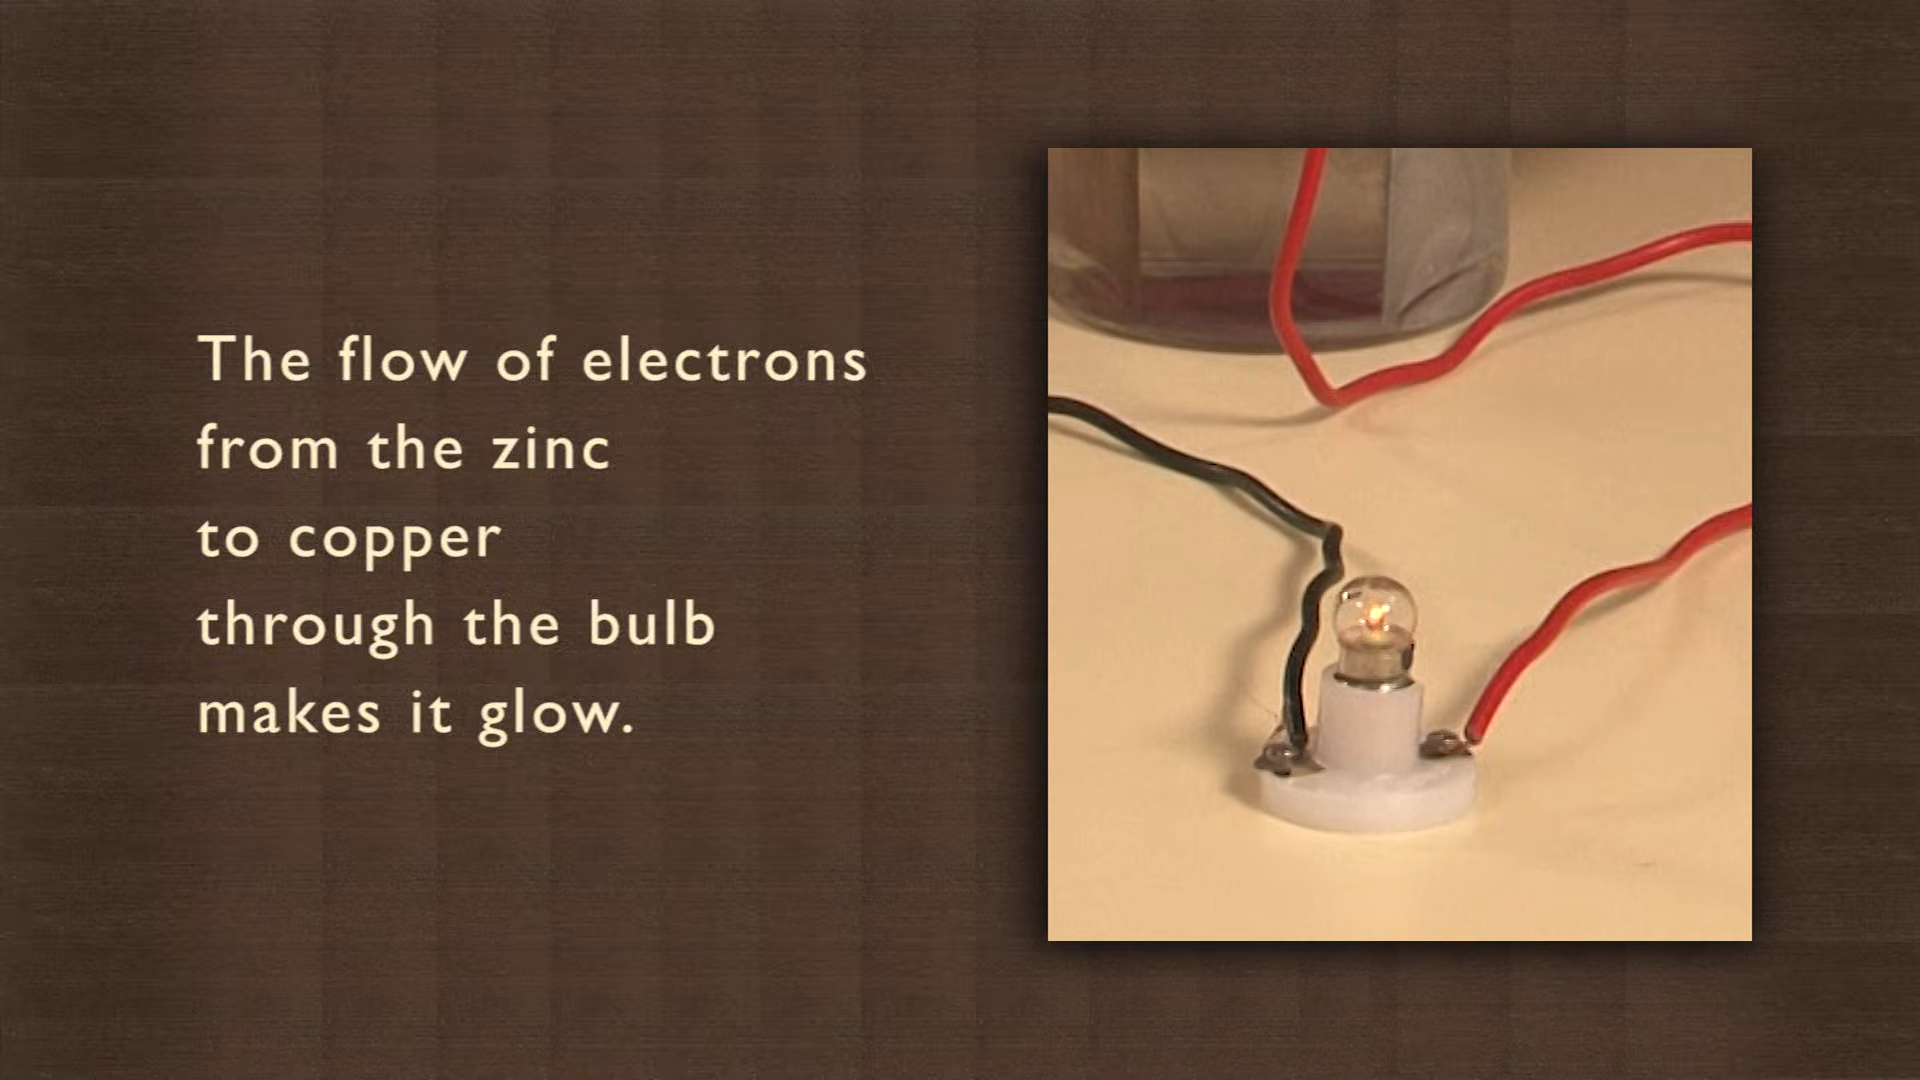 The flow of electrons
from the zinc
to copper
through the bulb
makes it glow.